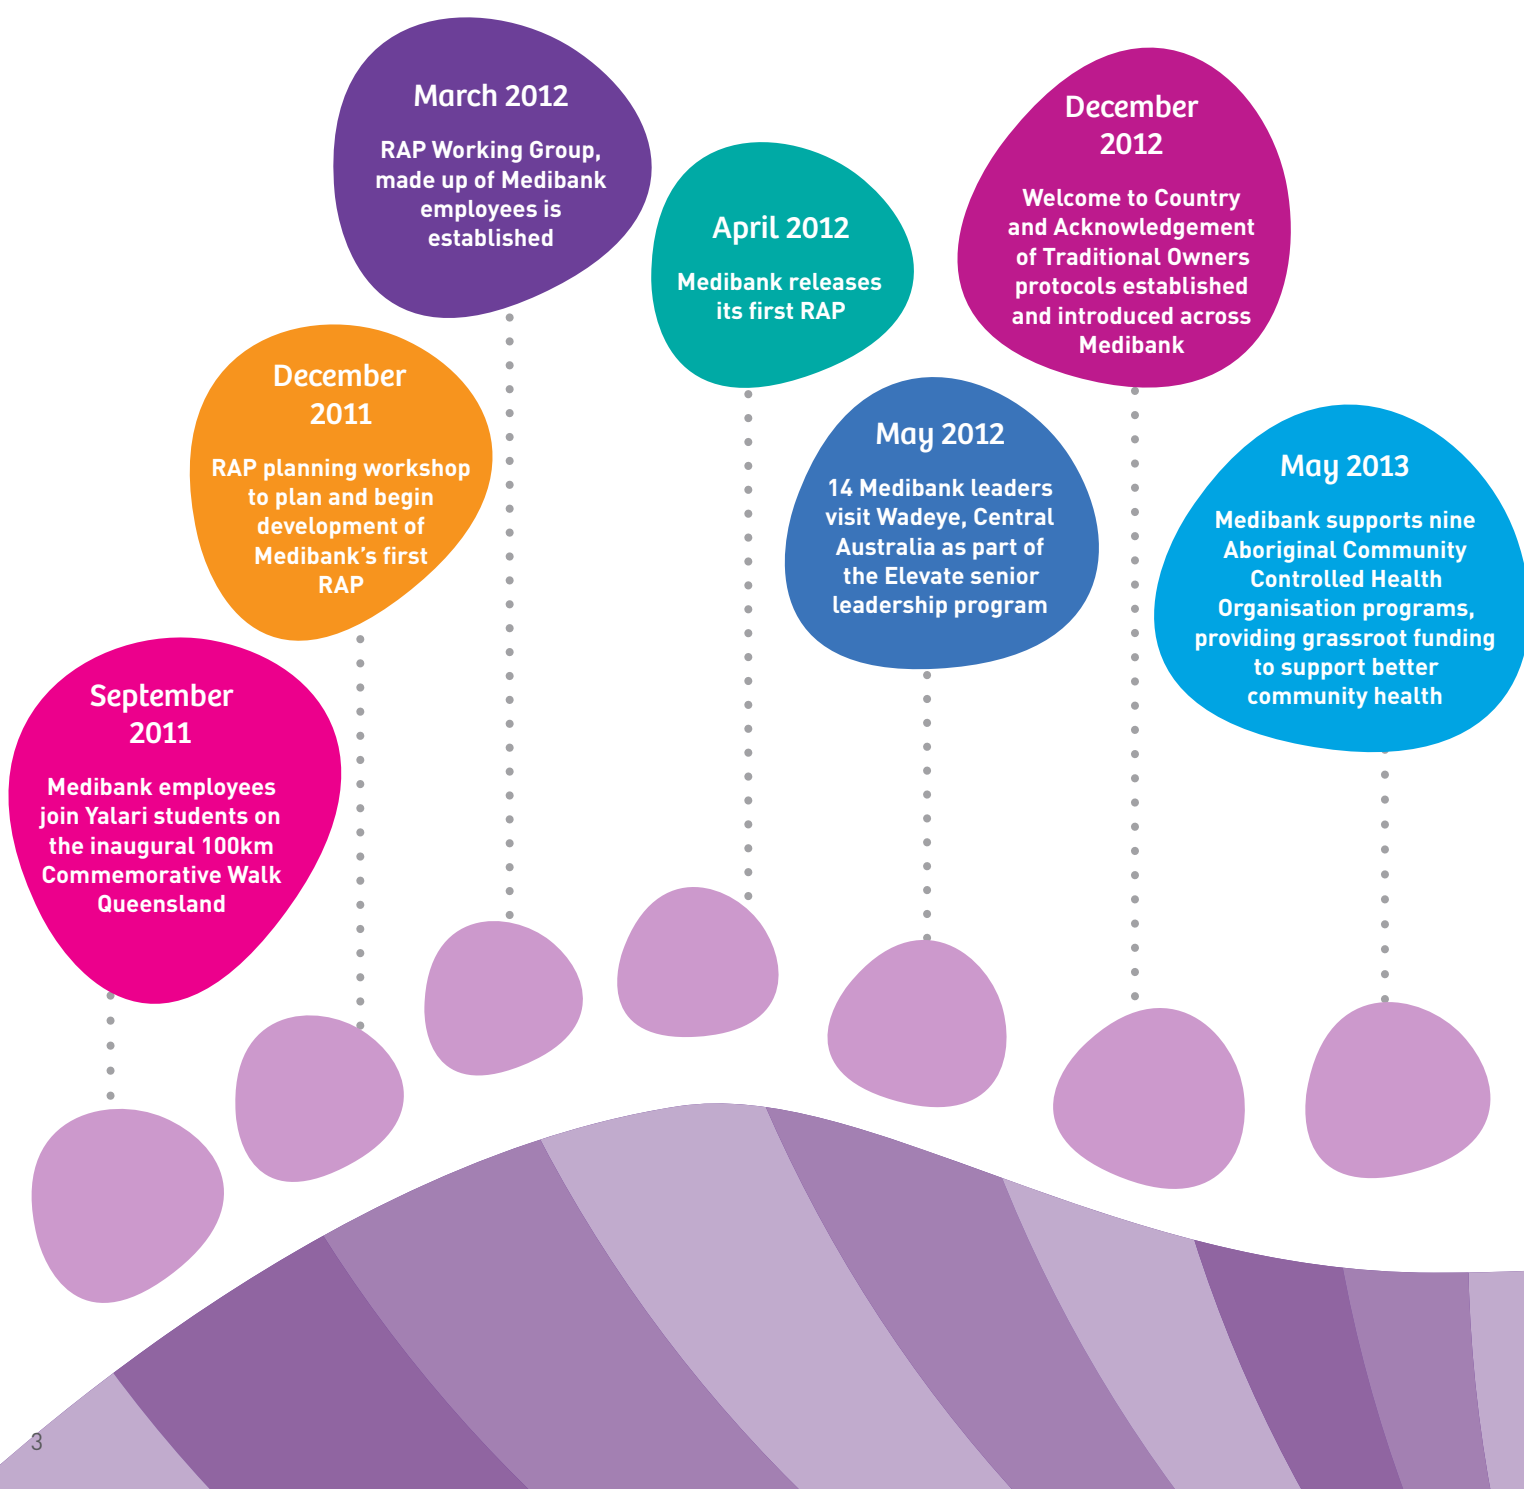 September
2011
Medibank employees
join Yalari students on
the inaugural 100km
Commemorative Walk
Queensland
December
2011
RAP planning workshop
to plan and begin
development of
Medibank’s first
RAP
March 2012
RAP Working Group,
made up of Medibank
employees is
established
April 2012
Medibank releases
its first RAP
May 2012
14 Medibank leaders
visit Wadeye, Central
Australia as part of
the Elevate senior
leadership program
December
2012
Welcome to Country
and Acknowledgement
of Traditional Owners
protocols established
and introduced across
Medibank
May 2013
Medibank supports nine
Aboriginal Community
Controlled Health
Organisation programs,
providing grassroot funding
to support better
community health
3